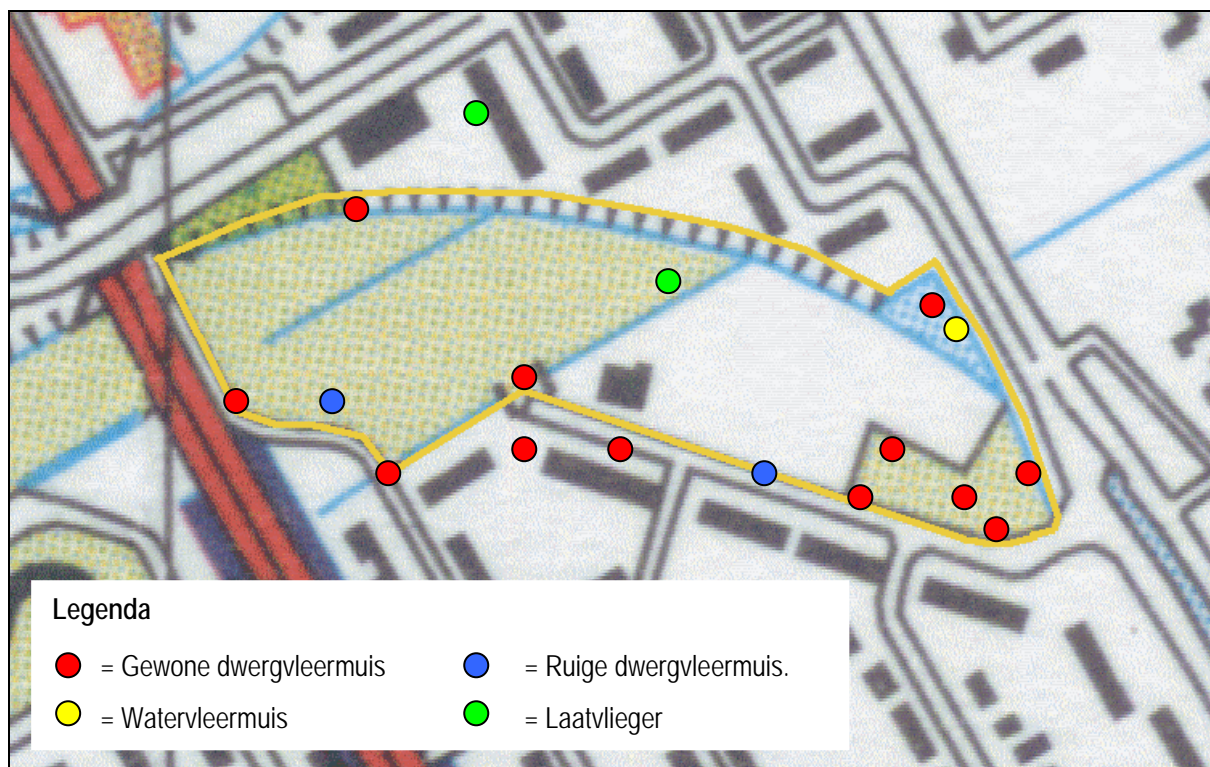 Legenda
= Gewone dwergvleermuis
= Ruige dwergvleermuis.
= Watervleermuis
= Laatvlieger